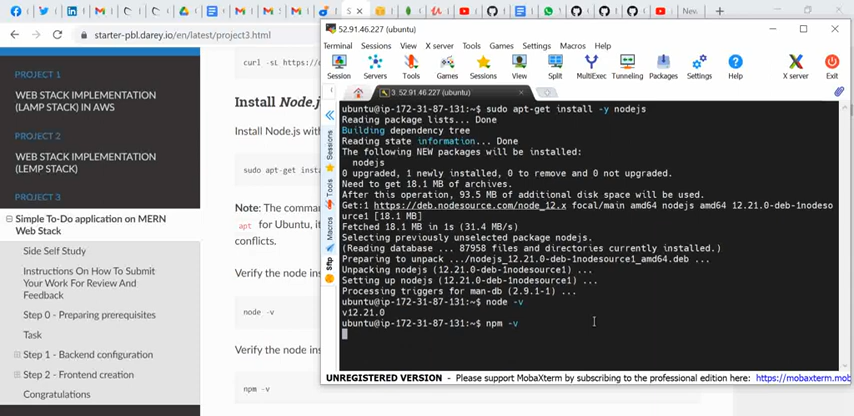 starter-pbl.darey.io/en/latest/project3.html
PROJECT 1
WEB STACK IMPLEMENTATION
(LAMP STACK) IN AWS
PROJECT 2
WEB STACK IMPLEMENTATION
(LEMP STACK)
PROJECT 3
Simple To-Do application on MERN
Web Stack
Side Self Study
Instructions On How To Submit
Your Work For Review And
Feedback
Step 0 - Preparing prerequisites
Task
Step 1 - Backend configuration
Step 2 - Frontend creation
Congratulations
curl -sL https://d
Install Node.j
Install Node.js with
sudo apt-get insta
Note: The comman
apt for Ubuntu, it
conflicts.
Verify the node ins
node -v
Verify the node ins
npm -v
52.91.46.227 (ubuntu)
Terminal Sessions View X server Tools Games Settings Macros Help
Session Servers Tools Games Sessions View Split MultiExec Tunneling Packages Settings Help X server Exit
3. 52.91.46.227 (ubuntu)
Sessions
Tools
Macros
Sftp
ubuntu@ip-172-31-87-131:~$ sudo apt-get install -y nodejs
Reading package lists... Done
Building dependency tree
Reading state information... Done
The following NEW packages will be installed:
nodejs
0 upgraded, 1 newly installed, 0 to remove and 0 not upgraded.
Need to get 18.1 MB of archives.
After this operation, 93.5 MB of additional disk space will be used.
Get:1 https://deb.nodesource.com/node_12.x focal/main amd64 nodejs amd64 12.21.0-deb-1nodeso
urce1 [18.1 MB]
Fetched 18.1 MB in 1s (31.4 MB/s)
Selecting previously unselected package nodejs.
(Reading database ... 87958 files and directories currently installed.)
Preparing to unpack .../nodejs_12.21.0-deb-1nodesource1_amd64.deb ...
Unpacking nodejs (12.21.0-deb-1nodesource1) ...
Setting up nodejs (12.21.0-deb-1nodesource1) ...
Processing triggers for man-db (2.9.1-1) ...
ubuntu@ip-172-31-87-131:~$ node -v
v12.21.0
ubuntu@ip-172-31-87-131:~$ npm -v
UNREGISTERED VERSION - Please support MobaXterm by subscribing to the professional edition here: https://mobaxterm.mob